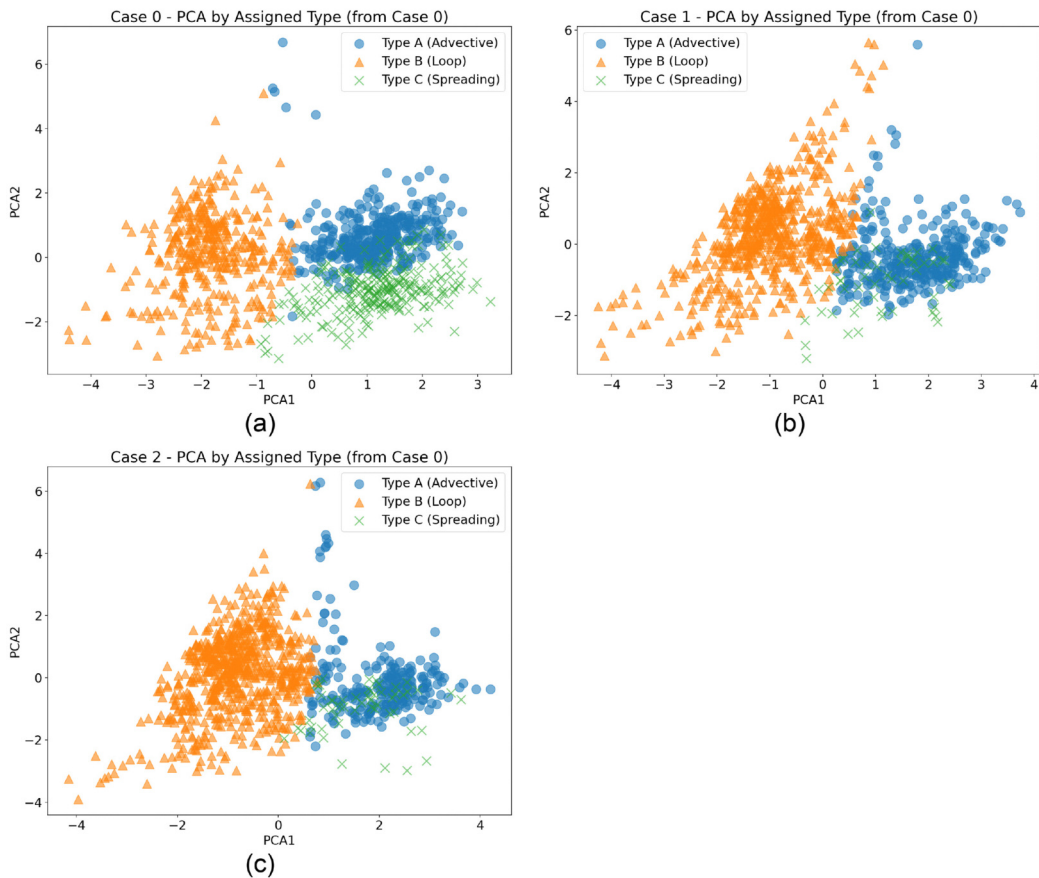 Case 0 - PCA by Assigned Type (from Case 0)
Type A (Advective)
Type B (Loop)
Type C (Spreading)
PCA2
6
4
2
0
−2
−4 −3 −2 −1 0 1 2 3
PCA1
(a)
Case 1 - PCA by Assigned Type (from Case 0)
Type A (Advective)
Type B (Loop)
Type C (Spreading)
PCA2
6
4
2
0
−2
−4 −3 −2 −1 0 1 2 3 4
PCA1
(b)
Case 2 - PCA by Assigned Type (from Case 0)
Type A (Advective)
Type B (Loop)
Type C (Spreading)
PCA2
6
4
2
0
−2
−4
−4 −2 0 2 4
PCA1
(c)